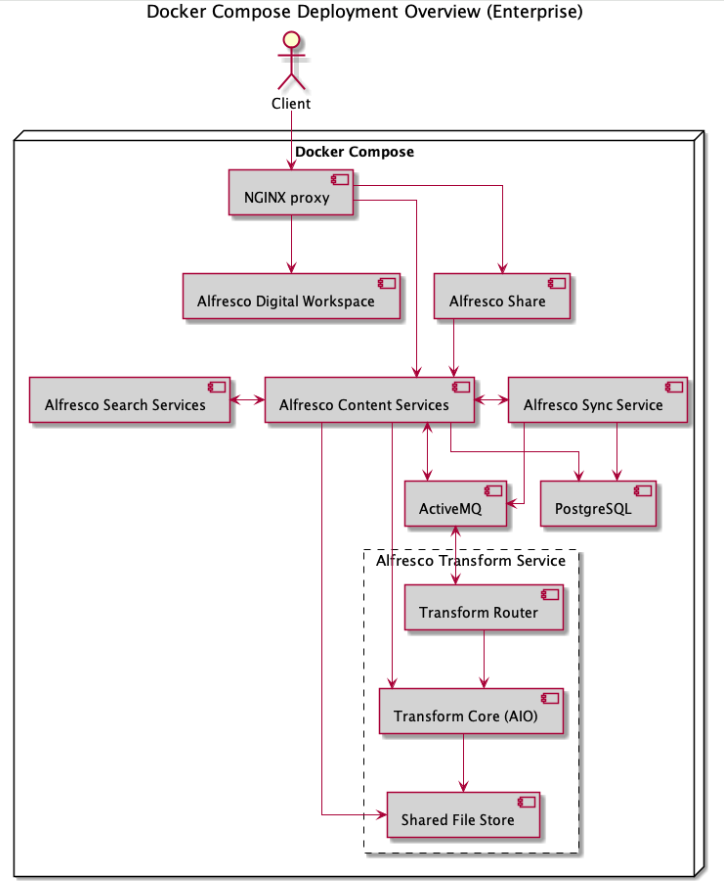 Docker Compose Deployment Overview (Enterprise)
Client
Docker Compose
NGINX proxy
Alfresco Digital Workspace
Alfresco Share
Alfresco Search Services
Alfresco Content Services
Alfresco Sync Service
ActiveMQ
PostgreSQL
Alfresco Transform Service
Transform Router
Transform Core (AIO)
Shared File Store